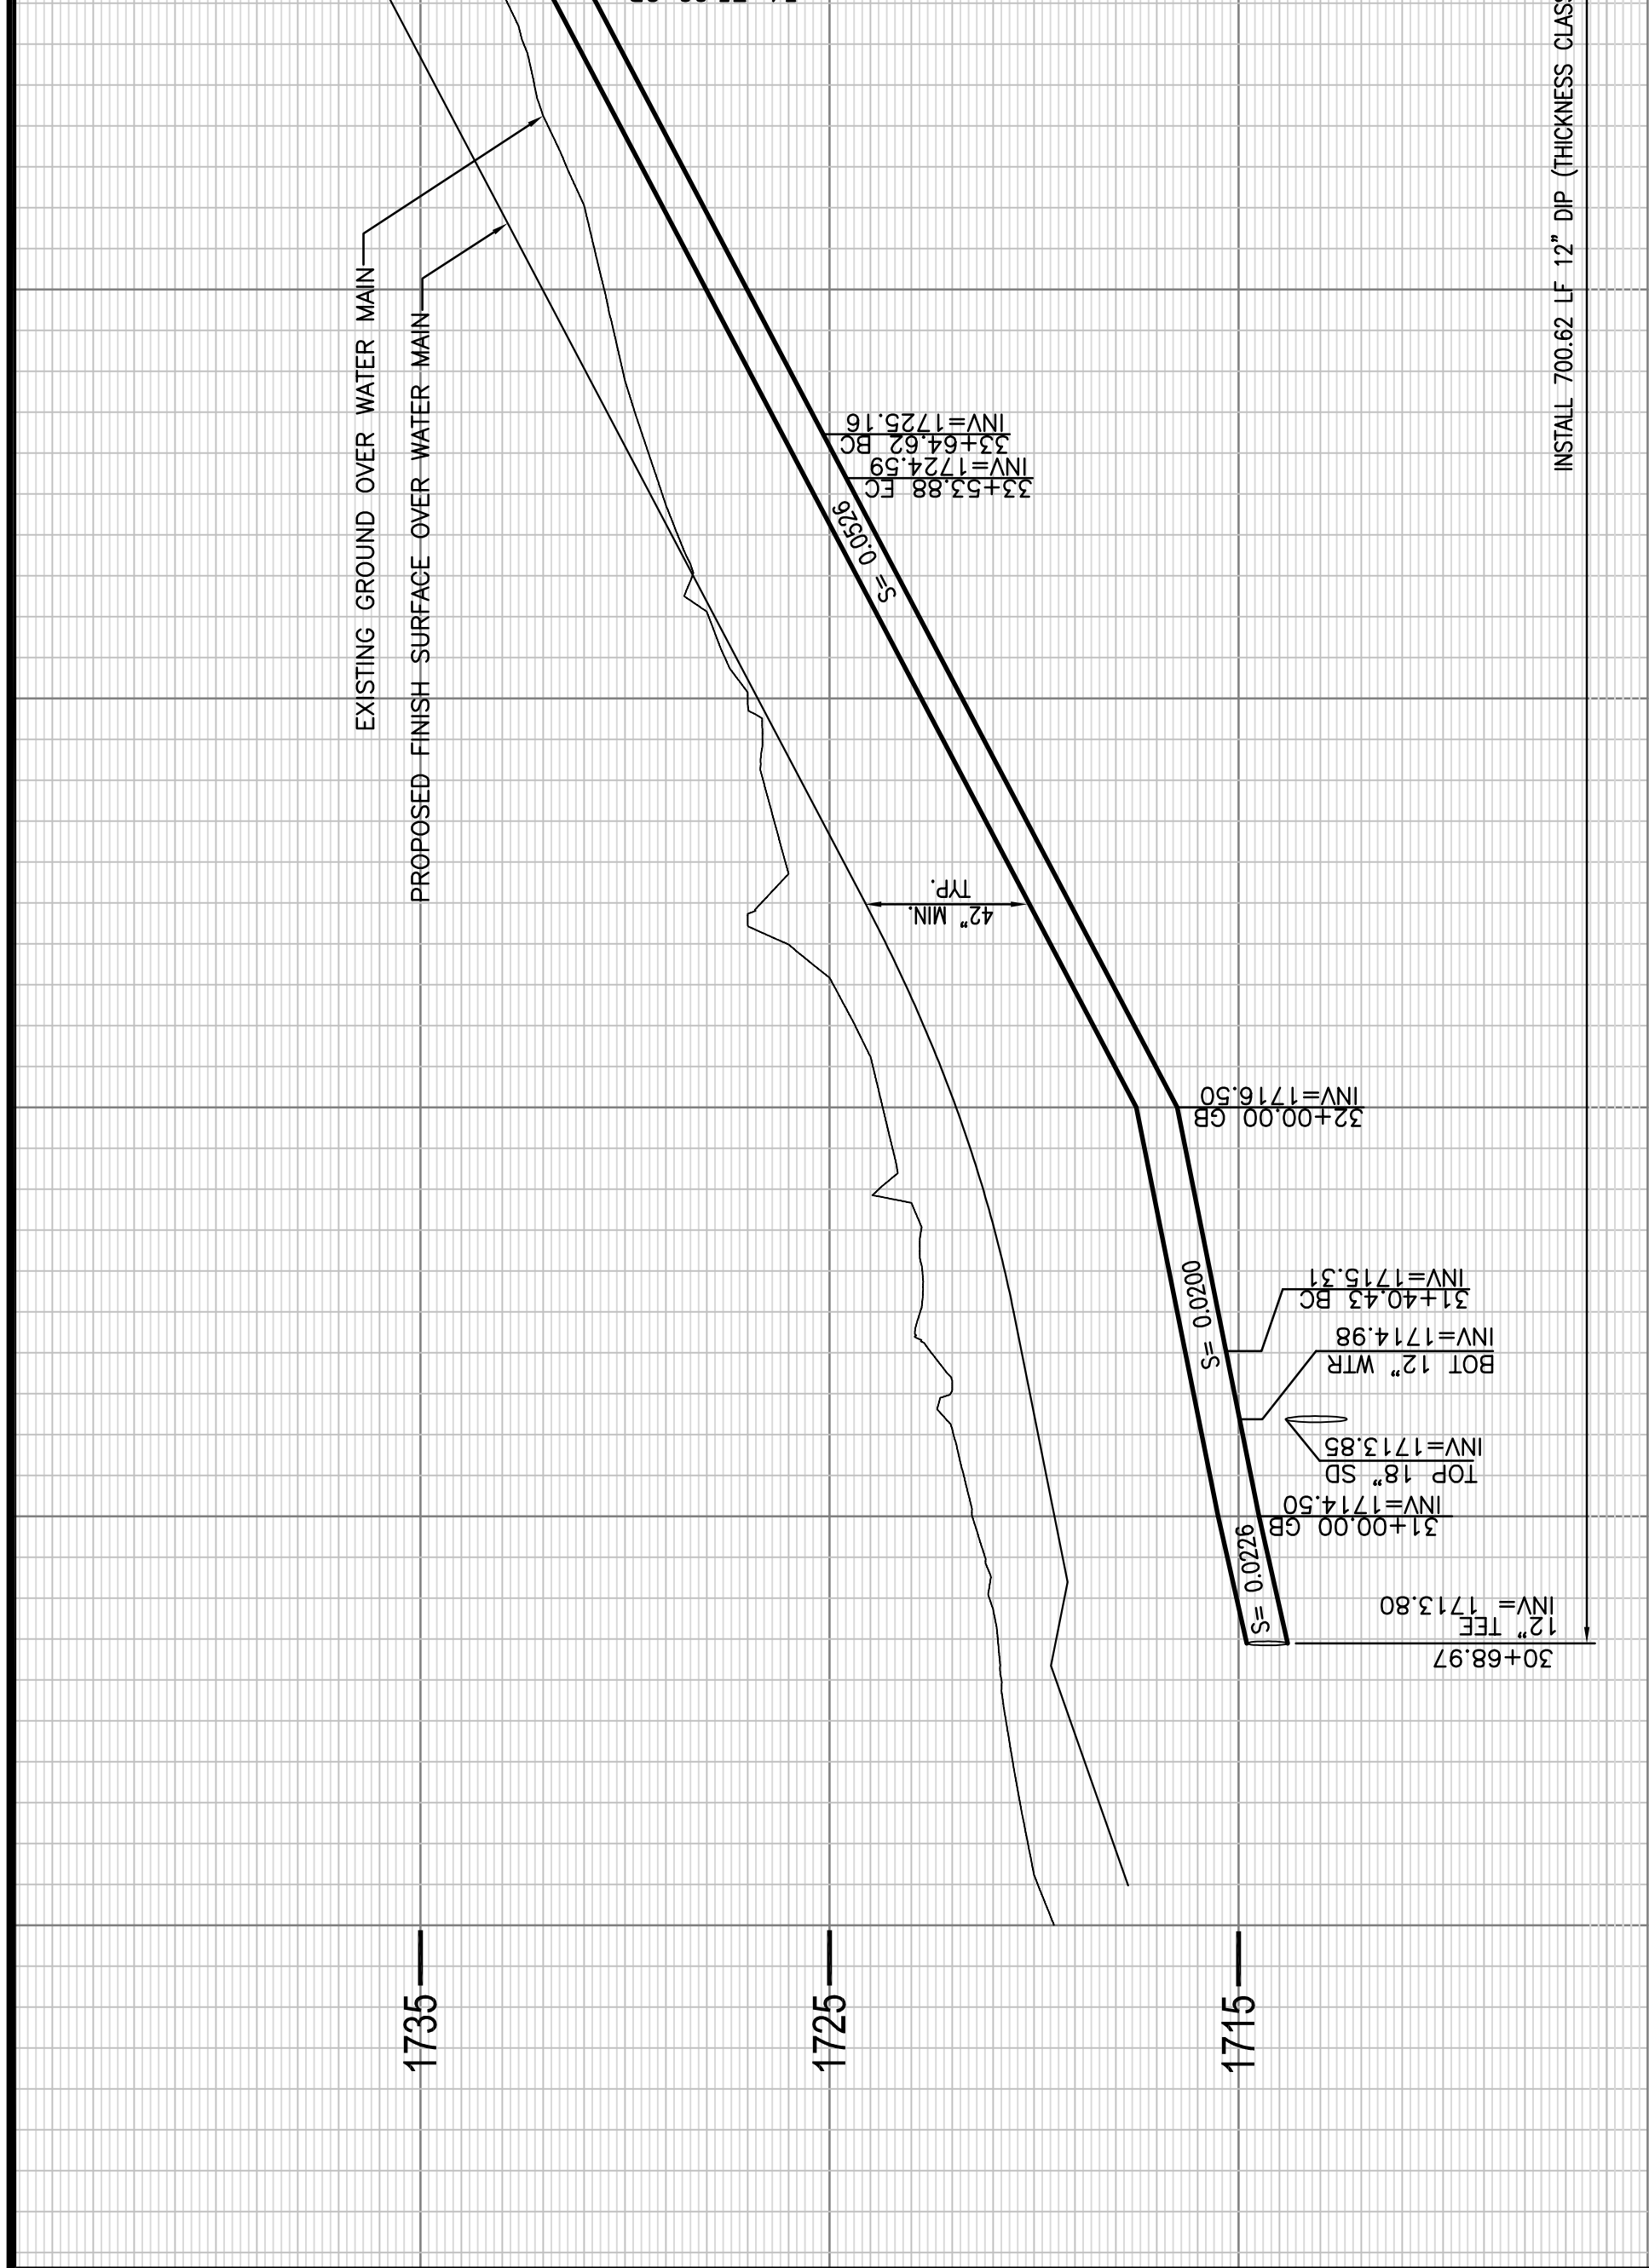 EXISTING GROUND OVER WATER MAIN
PROPOSED FINISH SURFACE OVER WATER MAIN
1735
1725
1715
30+68.97
12" TEE
INV= 1713.80
S= 0.0226
31+00.00 GB
INV=1714.50
TOP 18" SD
INV=1713.85
BOT 12" WTR
INV=1714.98
31+40.43 BC
INV=1715.31
S= 0.0200
32+00.00 GB
INV=1716.50
42" MIN.
TYP.
S= 0.0526
33+53.88 EC
INV=1724.59
33+64.62 BC
INV=1725.16
INSTALL 700.62 LF 12" DIP (THICKNESS CLASS